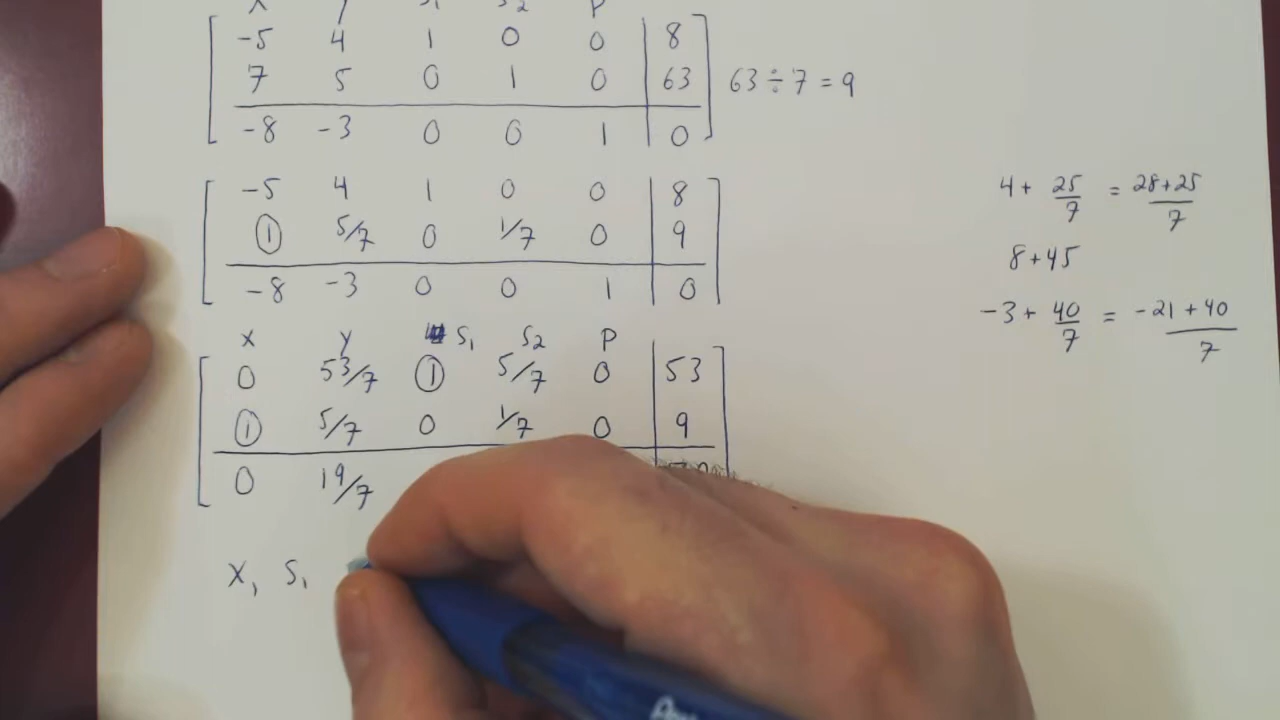 x y S₁ S₂ P
-5 4 1 0 0 8
7 5 0 1 0 63 63 ÷ 7 = 9
-8 -3 0 0 1 0
-5 4 1 0 0 8
1 5/7 0 1/7 0 9
-8 -3 0 0 1 0
4 + 25/7 = 28+25/7
8 + 45
-3 + 40/7 = -21 + 40/7
x y S₁ S₂ P
0 53/7 1 5/7 0 53
1 5/7 0 1/7 0 9
0 19/7
x, S₁